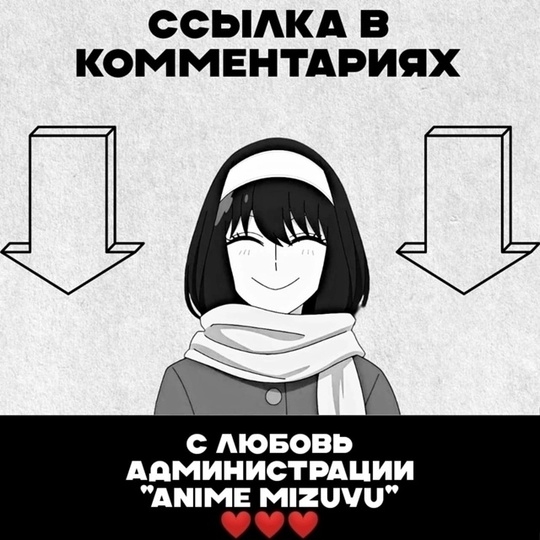 ССЫЛКА В
КОММЕНТАРИЯХ
С ЛЮБОВЬ
АДМИНИСТРАЦИИ
"ANIME MIZUYU"
❤️❤️❤️